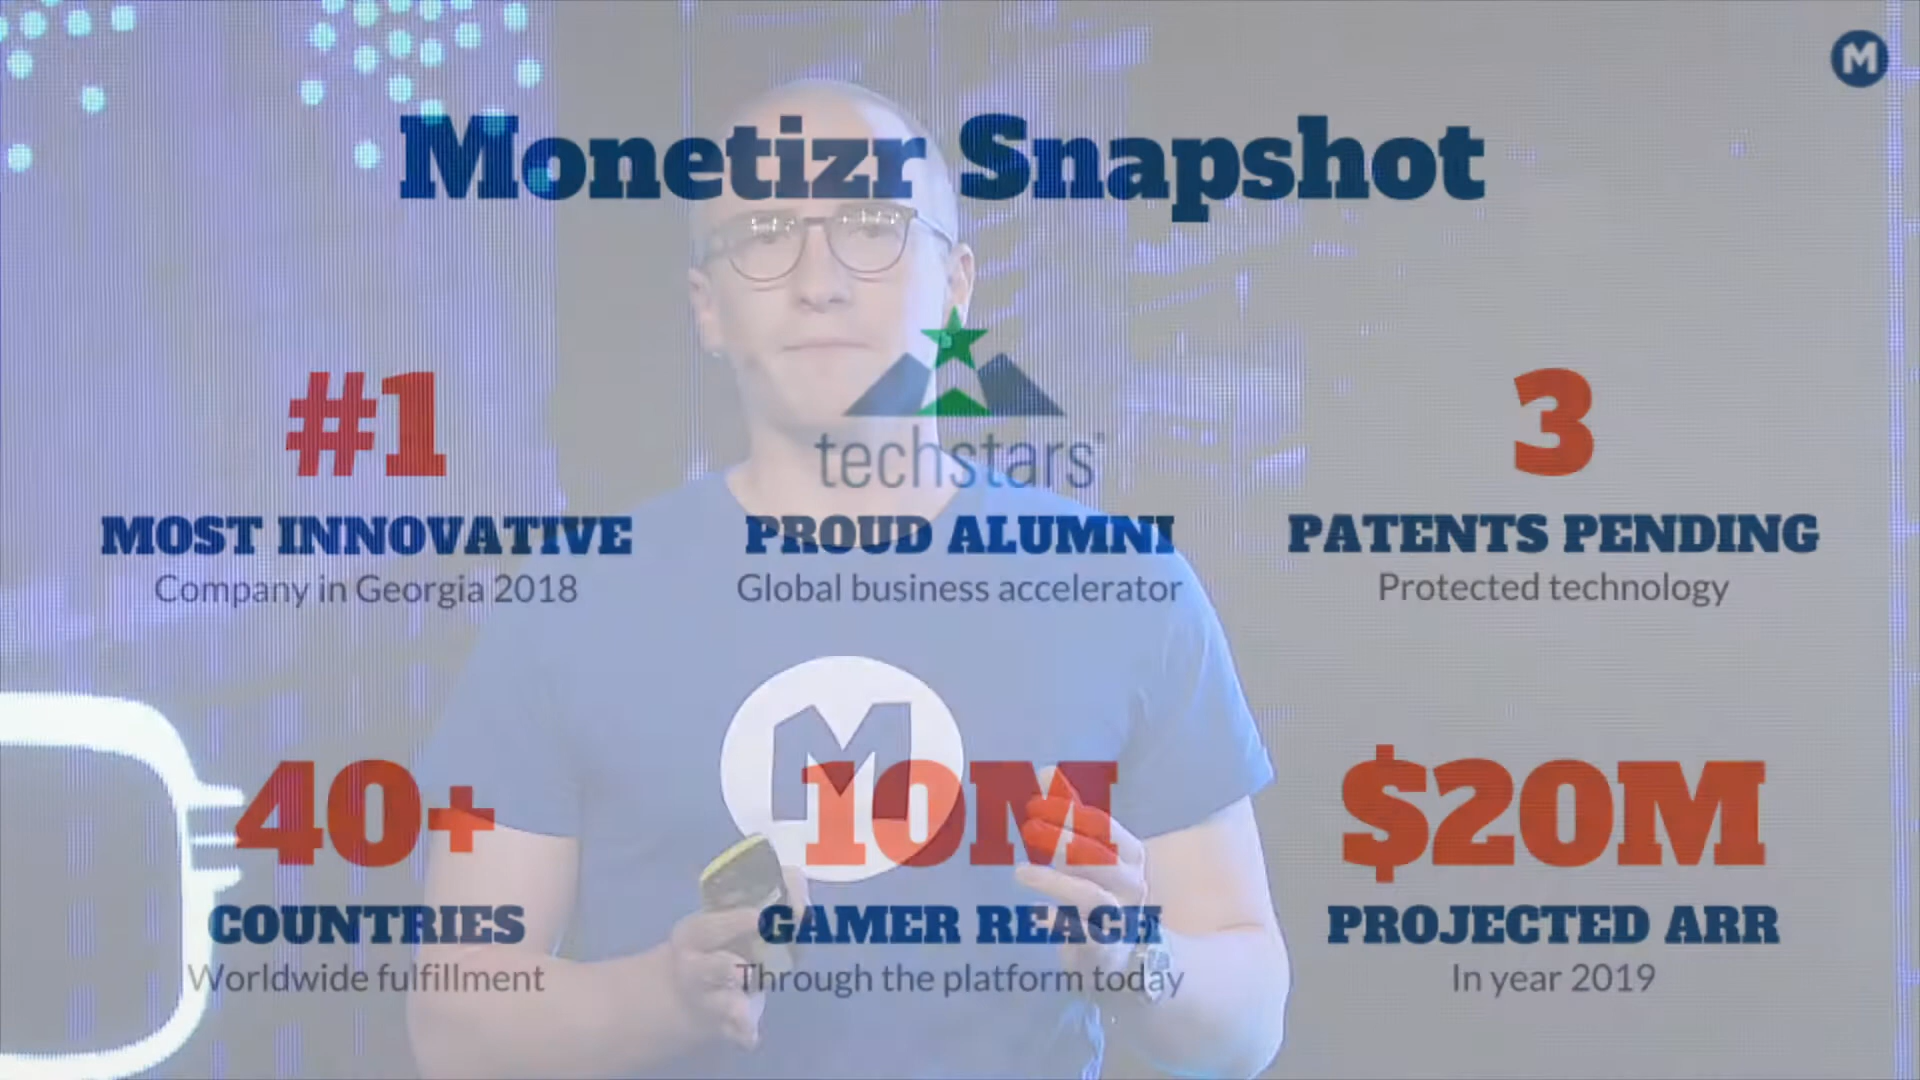 M
Monetizr Snapshot
#1
MOST INNOVATIVE
Company in Georgia 2018
techstars
PROUD ALUMNI
Global business accelerator
3
PATENTS PENDING
Protected technology
M
40+
COUNTRIES
Worldwide fulfillment
10M
GAMER REACH
Through the platform today
$20M
PROJECTED ARR
In year 2019